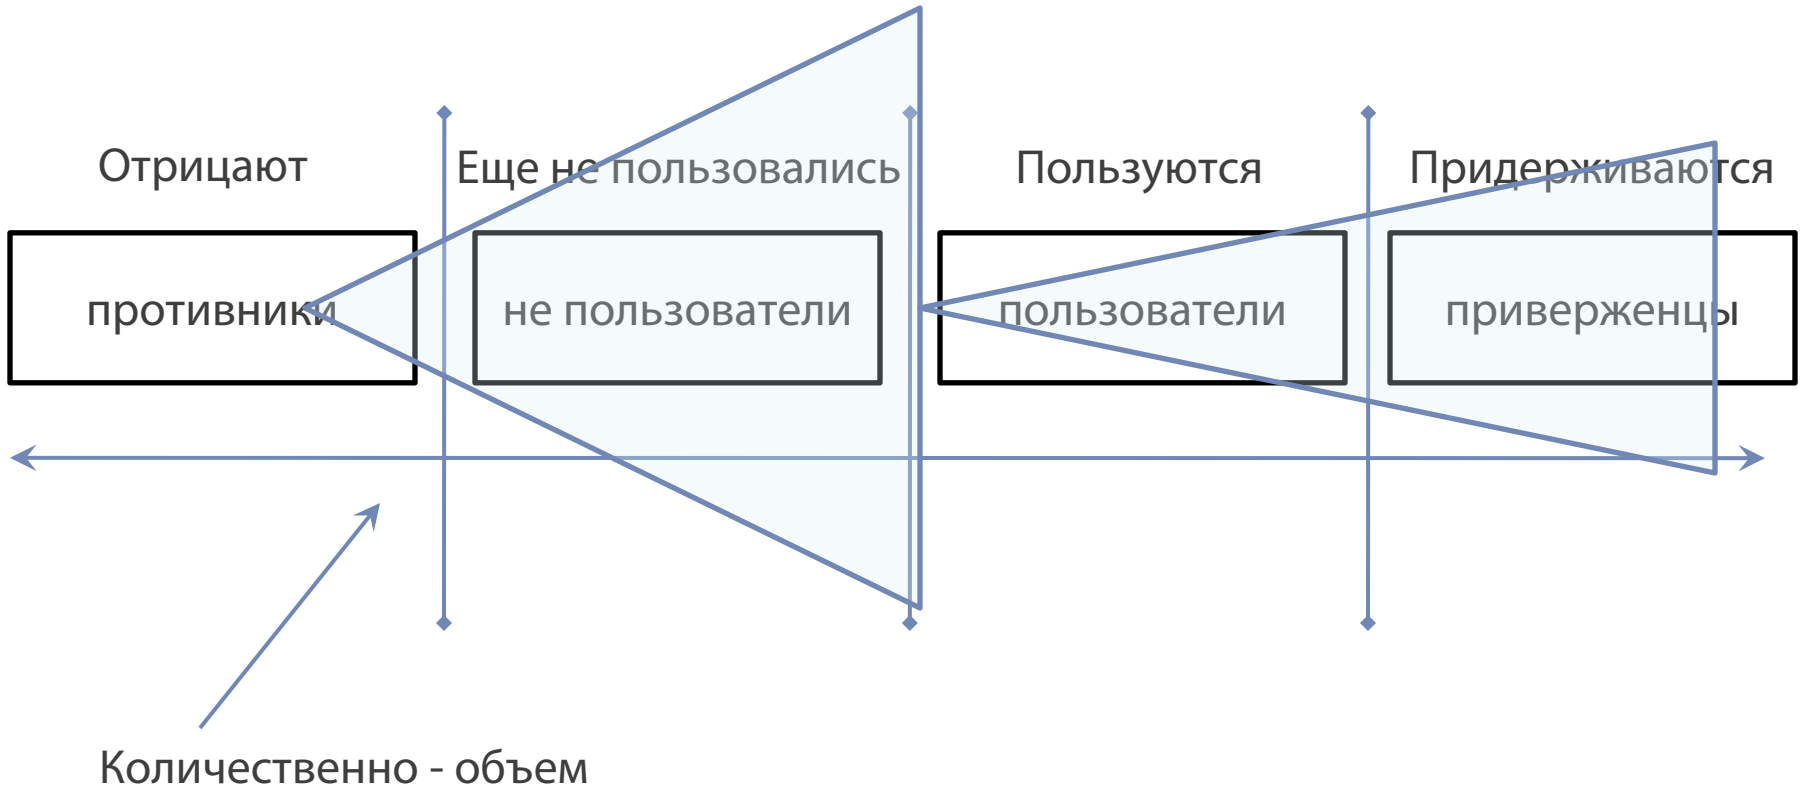 Отрицают
Еще не пользовались
Пользуются
Придерживаются
противники
не пользователи
пользователи
приверженцы
Количественно - объем